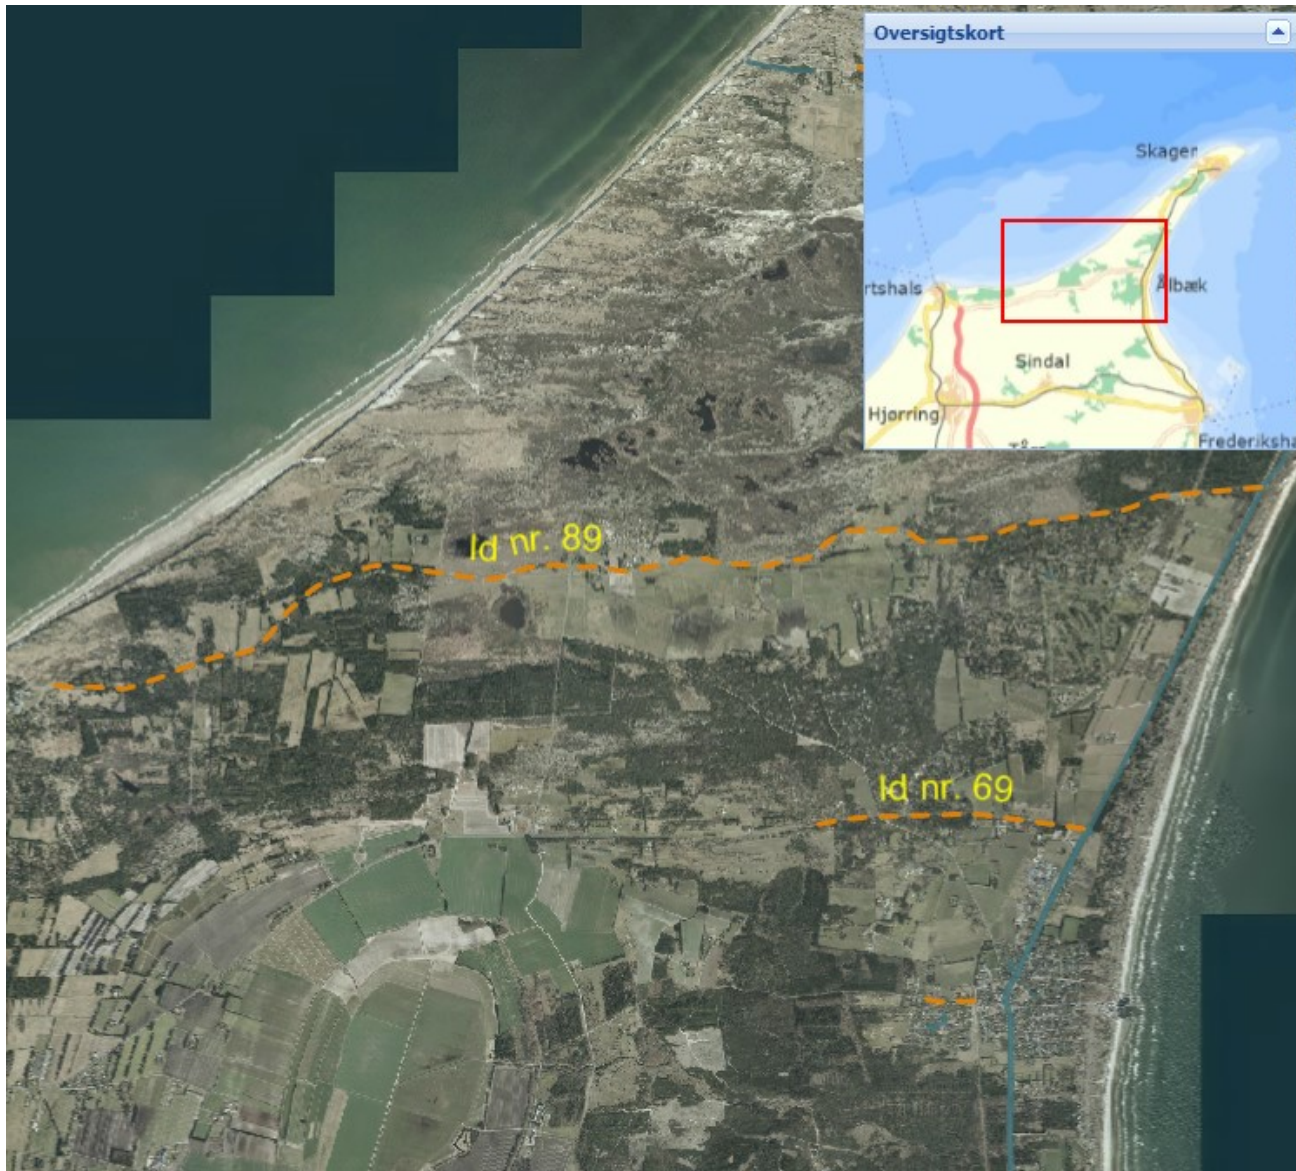 Oversigtskort
Skagen
rtshals
Ålbæk
Sindal
Hjørring
Frederiksha
Id nr. 89
Id nr. 69